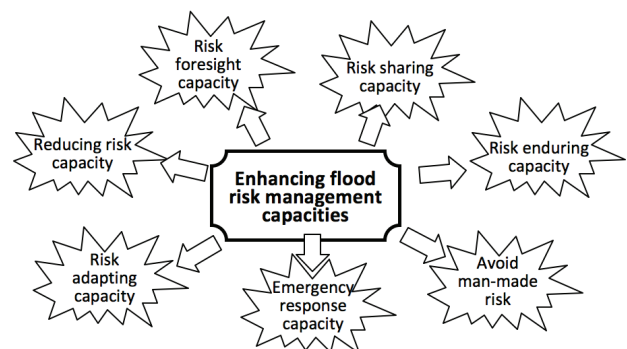 Risk
foresight
capacity
Risk sharing
capacity
Reducing risk
capacity
Risk enduring
capacity
Enhancing flood
risk management
capacities
Risk
adapting
capacity
Emergency
response
capacity
Avoid
man-made
risk